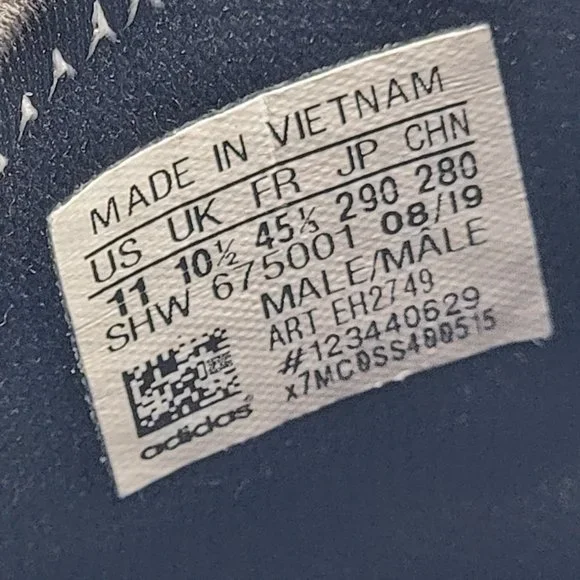 MADE IN VIETNAM
US UK FR JP CHN
11 10½ 45⅓ 290 280
SHW 675001 08/19
MALE/MÂLE
ART EH2749
#123440629
x7MC0SS400515
adidas